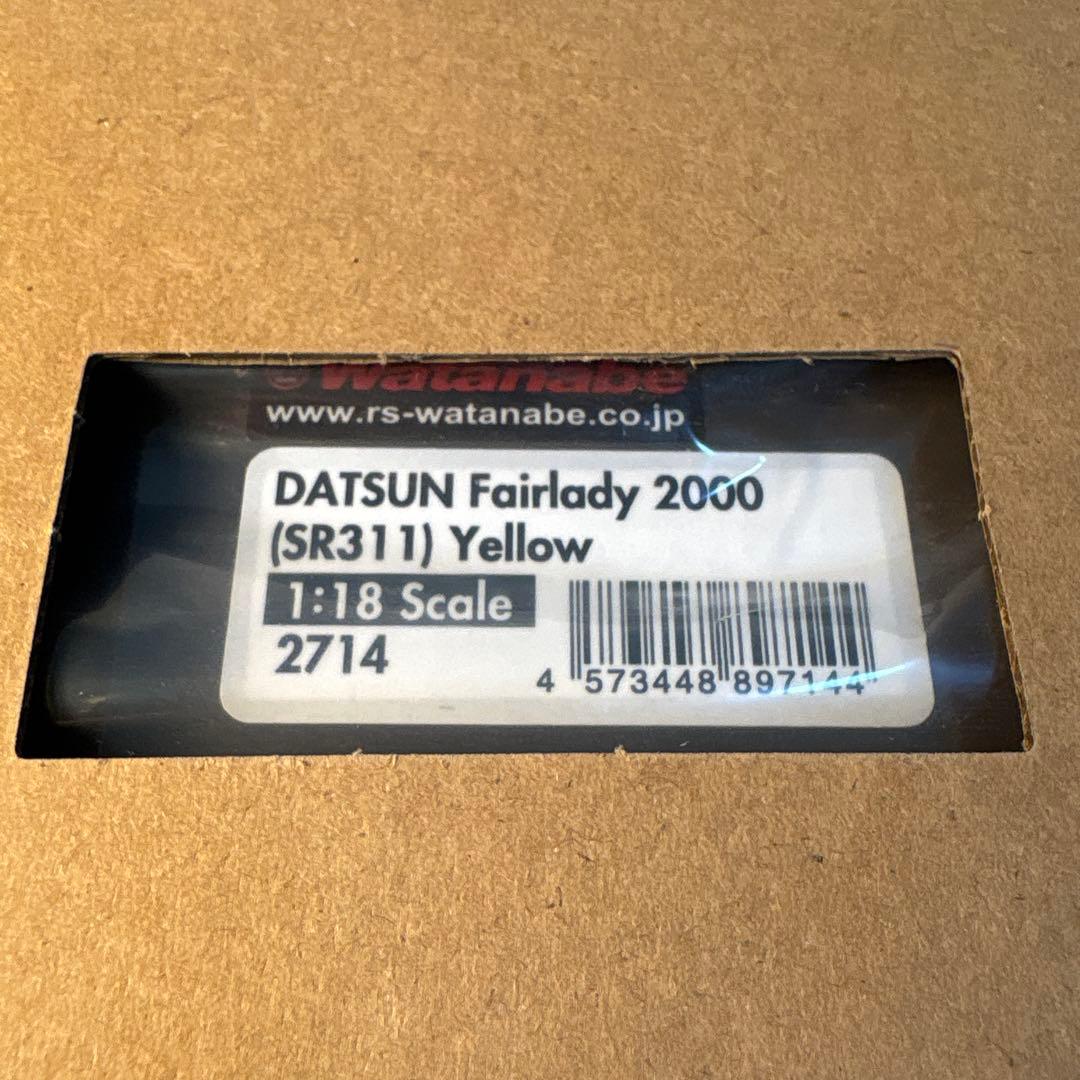 Watanabe
www.rs-watanabe.co.jp
DATSUN Fairlady 2000
(SR311) Yellow
1:18 Scale
2714
4 573448 897144